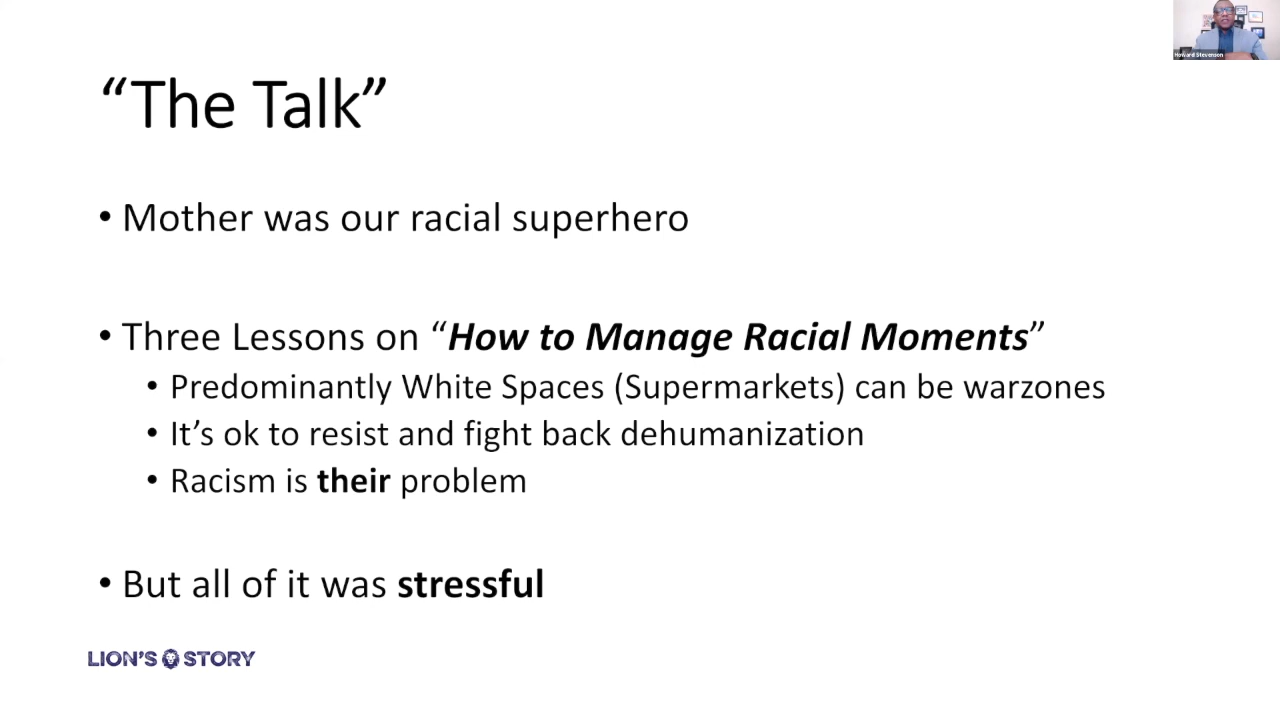 Howard Stevenson
“The Talk”
• Mother was our racial superhero
• Three Lessons on “How to Manage Racial Moments”
• Predominantly White Spaces (Supermarkets) can be warzones
• It’s ok to resist and fight back dehumanization
• Racism is their problem
• But all of it was stressful
LION’S STORY